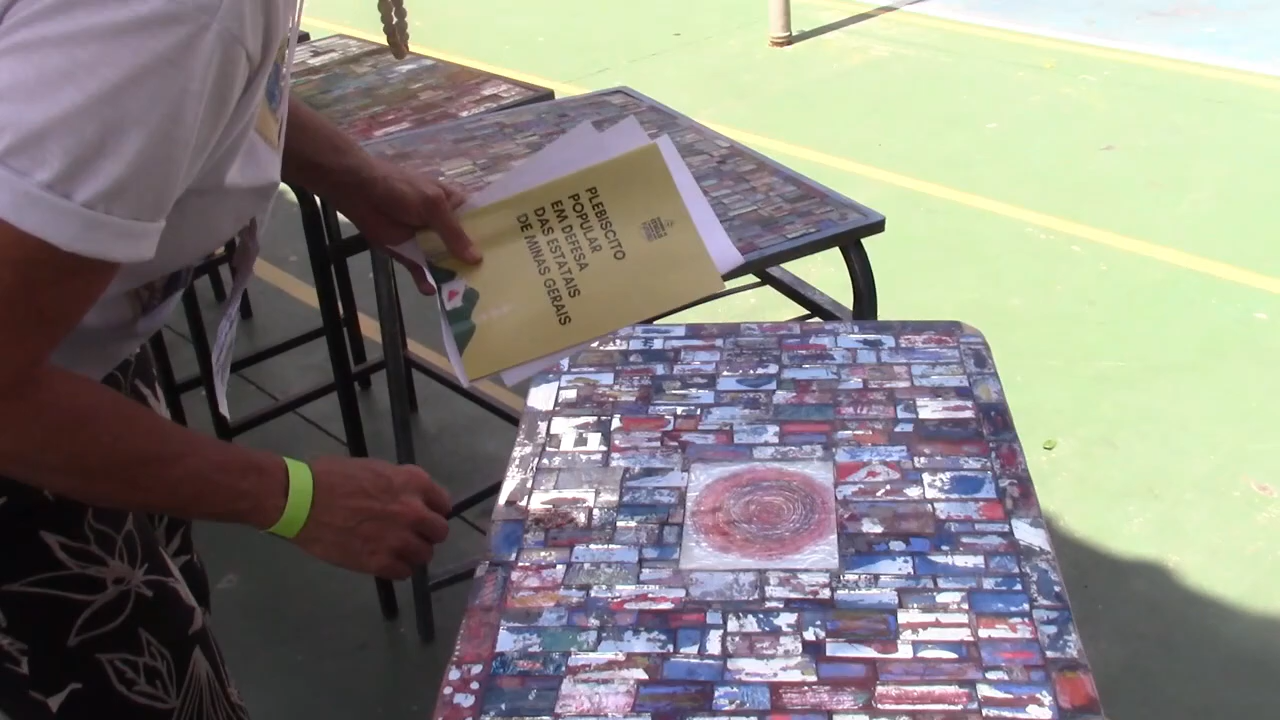 PLEBISCITO
POPULAR
EM DEFESA
DAS ESTATAIS
DE MINAS GERAIS